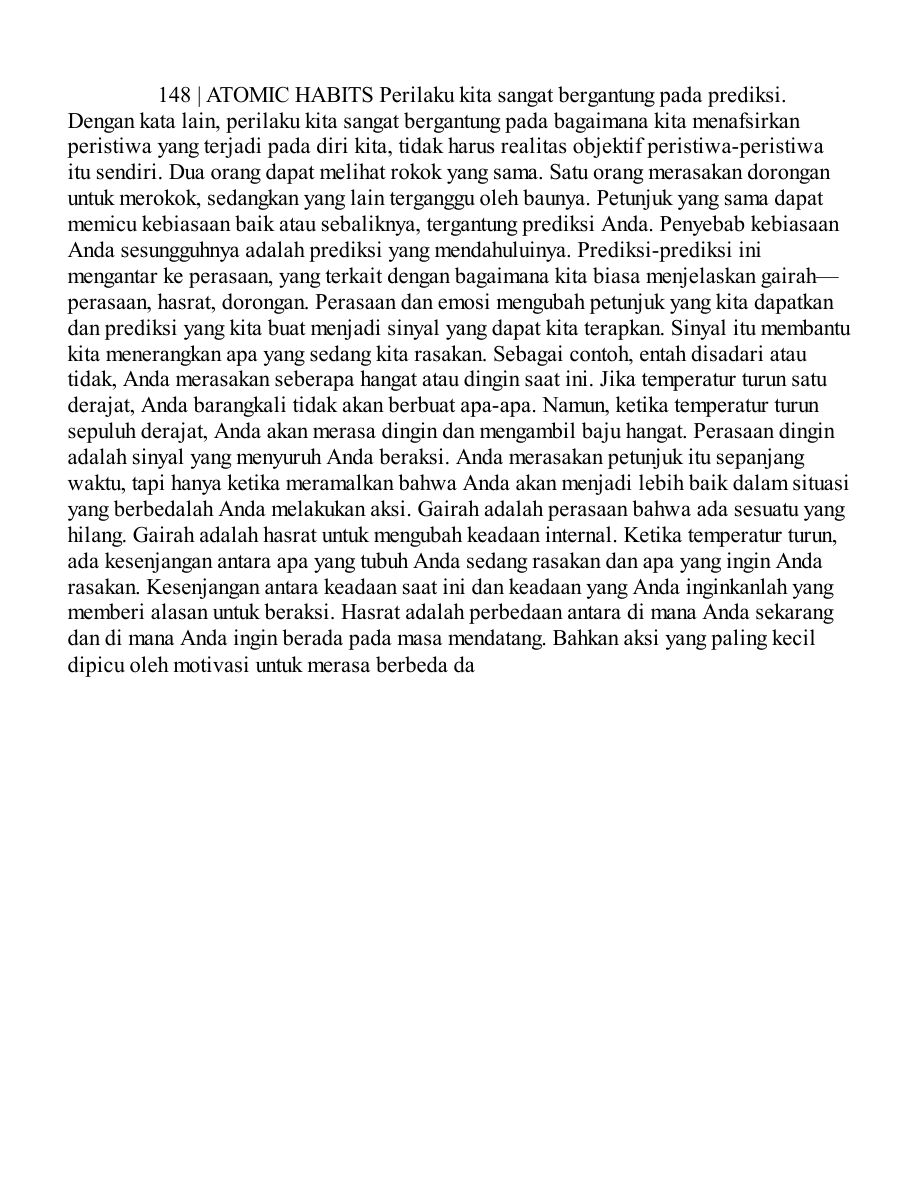 148 | ATOMIC HABITS Perilaku kita sangat bergantung pada prediksi.
Dengan kata lain, perilaku kita sangat bergantung pada bagaimana kita menafsirkan
peristiwa yang terjadi pada diri kita, tidak harus realitas objektif peristiwa-peristiwa
itu sendiri. Dua orang dapat melihat rokok yang sama. Satu orang merasakan dorongan
untuk merokok, sedangkan yang lain terganggu oleh baunya. Petunjuk yang sama dapat
memicu kebiasaan baik atau sebaliknya, tergantung prediksi Anda. Penyebab kebiasaan
Anda sesungguhnya adalah prediksi yang mendahuluinya. Prediksi-prediksi ini
mengantar ke perasaan, yang terkait dengan bagaimana kita biasa menjelaskan gairah—
perasaan, hasrat, dorongan. Perasaan dan emosi mengubah petunjuk yang kita dapatkan
dan prediksi yang kita buat menjadi sinyal yang dapat kita terapkan. Sinyal itu membantu
kita menerangkan apa yang sedang kita rasakan. Sebagai contoh, entah disadari atau
tidak, Anda merasakan seberapa hangat atau dingin saat ini. Jika temperatur turun satu
derajat, Anda barangkali tidak akan berbuat apa-apa. Namun, ketika temperatur turun
sepuluh derajat, Anda akan merasa dingin dan mengambil baju hangat. Perasaan dingin
adalah sinyal yang menyuruh Anda beraksi. Anda merasakan petunjuk itu sepanjang
waktu, tapi hanya ketika meramalkan bahwa Anda akan menjadi lebih baik dalam situasi
yang berbedalah Anda melakukan aksi. Gairah adalah perasaan bahwa ada sesuatu yang
hilang. Gairah adalah hasrat untuk mengubah keadaan internal. Ketika temperatur turun,
ada kesenjangan antara apa yang tubuh Anda sedang rasakan dan apa yang ingin Anda
rasakan. Kesenjangan antara keadaan saat ini dan keadaan yang Anda inginkanlah yang
memberi alasan untuk beraksi. Hasrat adalah perbedaan antara di mana Anda sekarang
dan di mana Anda ingin berada pada masa mendatang. Bahkan aksi yang paling kecil
dipicu oleh motivasi untuk merasa berbeda da